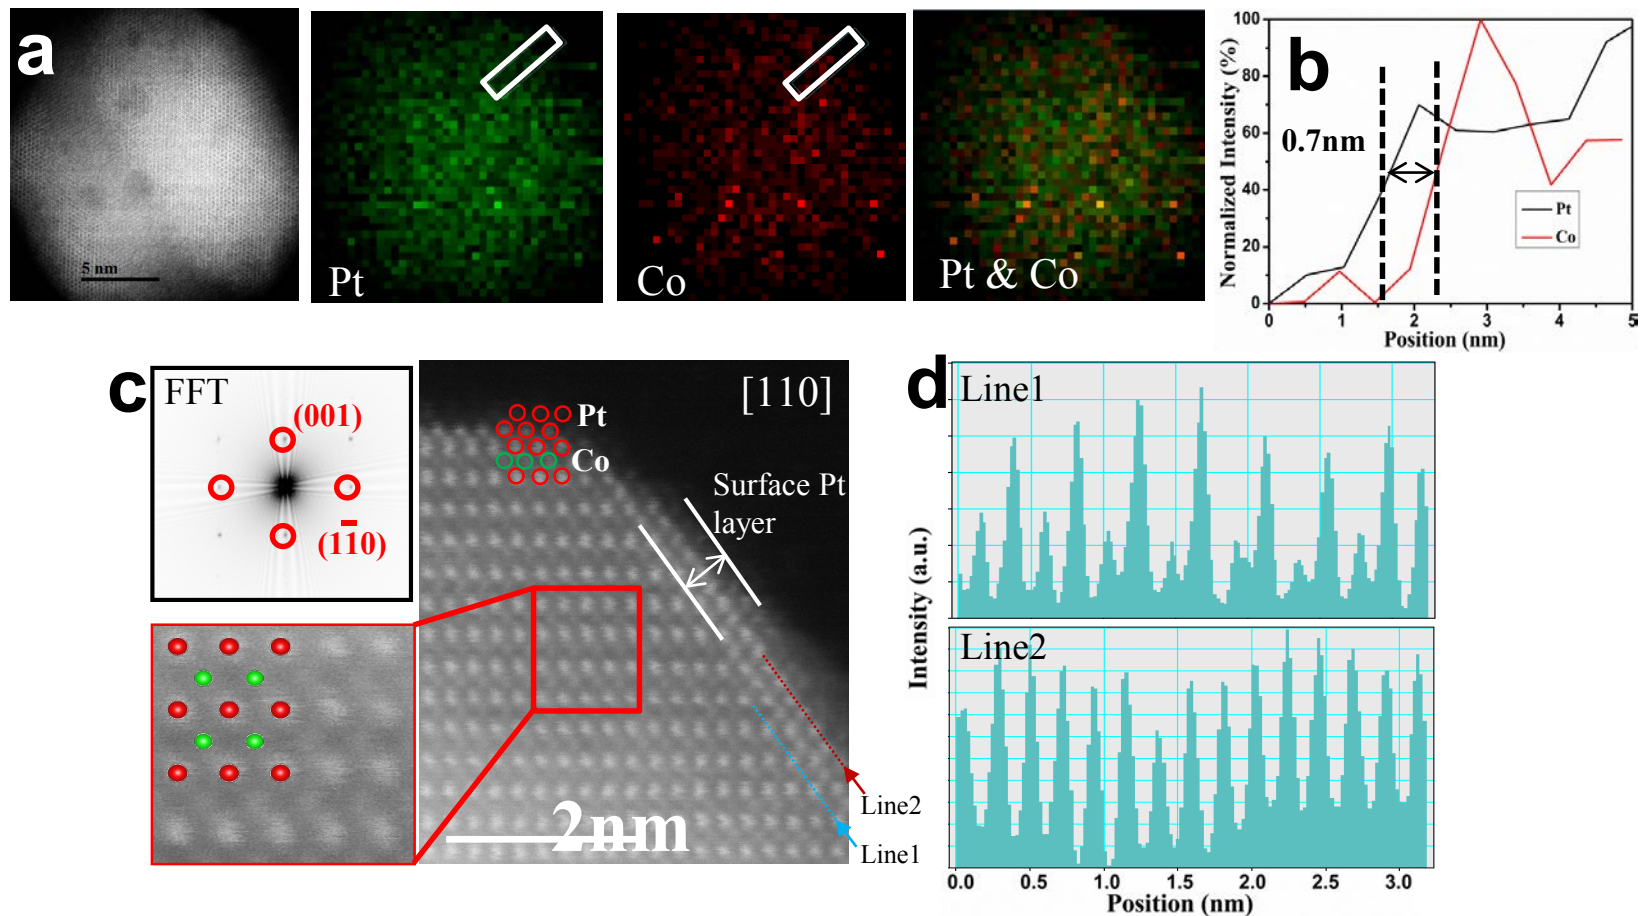 a
5 nm
Pt
Co
Pt & Co
b
Normalized Intensity (%)
100
80
60
40
20
0
0.7nm
Pt
Co
0 1 2 3 4 5
Position (nm)
c
FFT
(001)
(11̅0)
[110]
Pt
Co
Surface Pt
layer
Line2
Line1
2nm
d
Line1
Line2
Intensity (a.u.)
0.0 0.5 1.0 1.5 2.0 2.5 3.0
Position (nm)